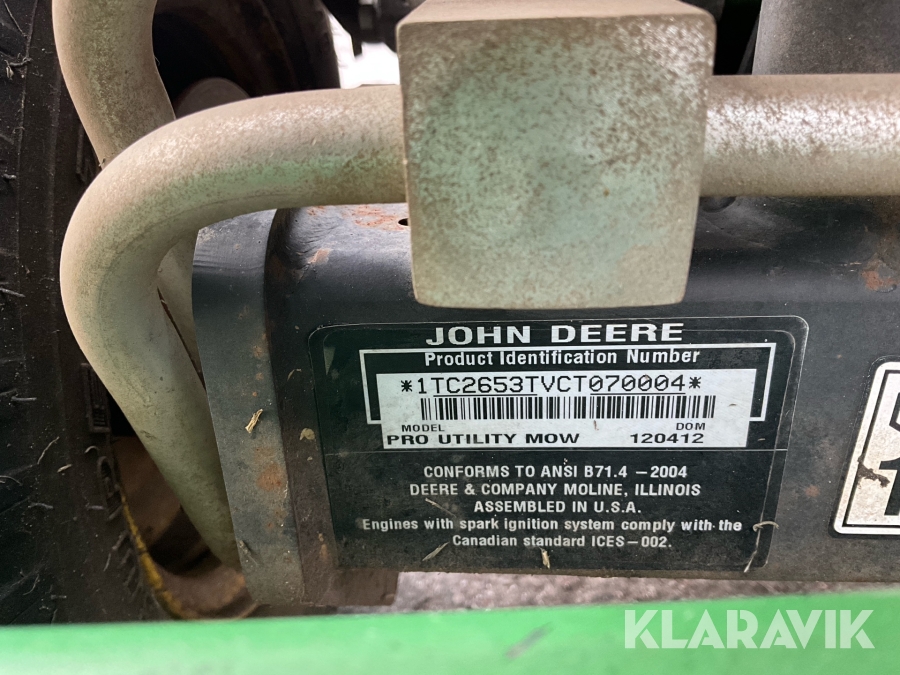 JOHN DEERE
Product Identification Number
*1TC2653TVCT070004*
MODEL DOM
PRO UTILITY MOW 120412
CONFORMS TO ANSI B71.4 – 2004
DEERE & COMPANY MOLINE, ILLINOIS
ASSEMBLED IN U.S.A.
Engines with spark ignition system comply with the
Canadian standard ICES – 002.
KLARAVIK